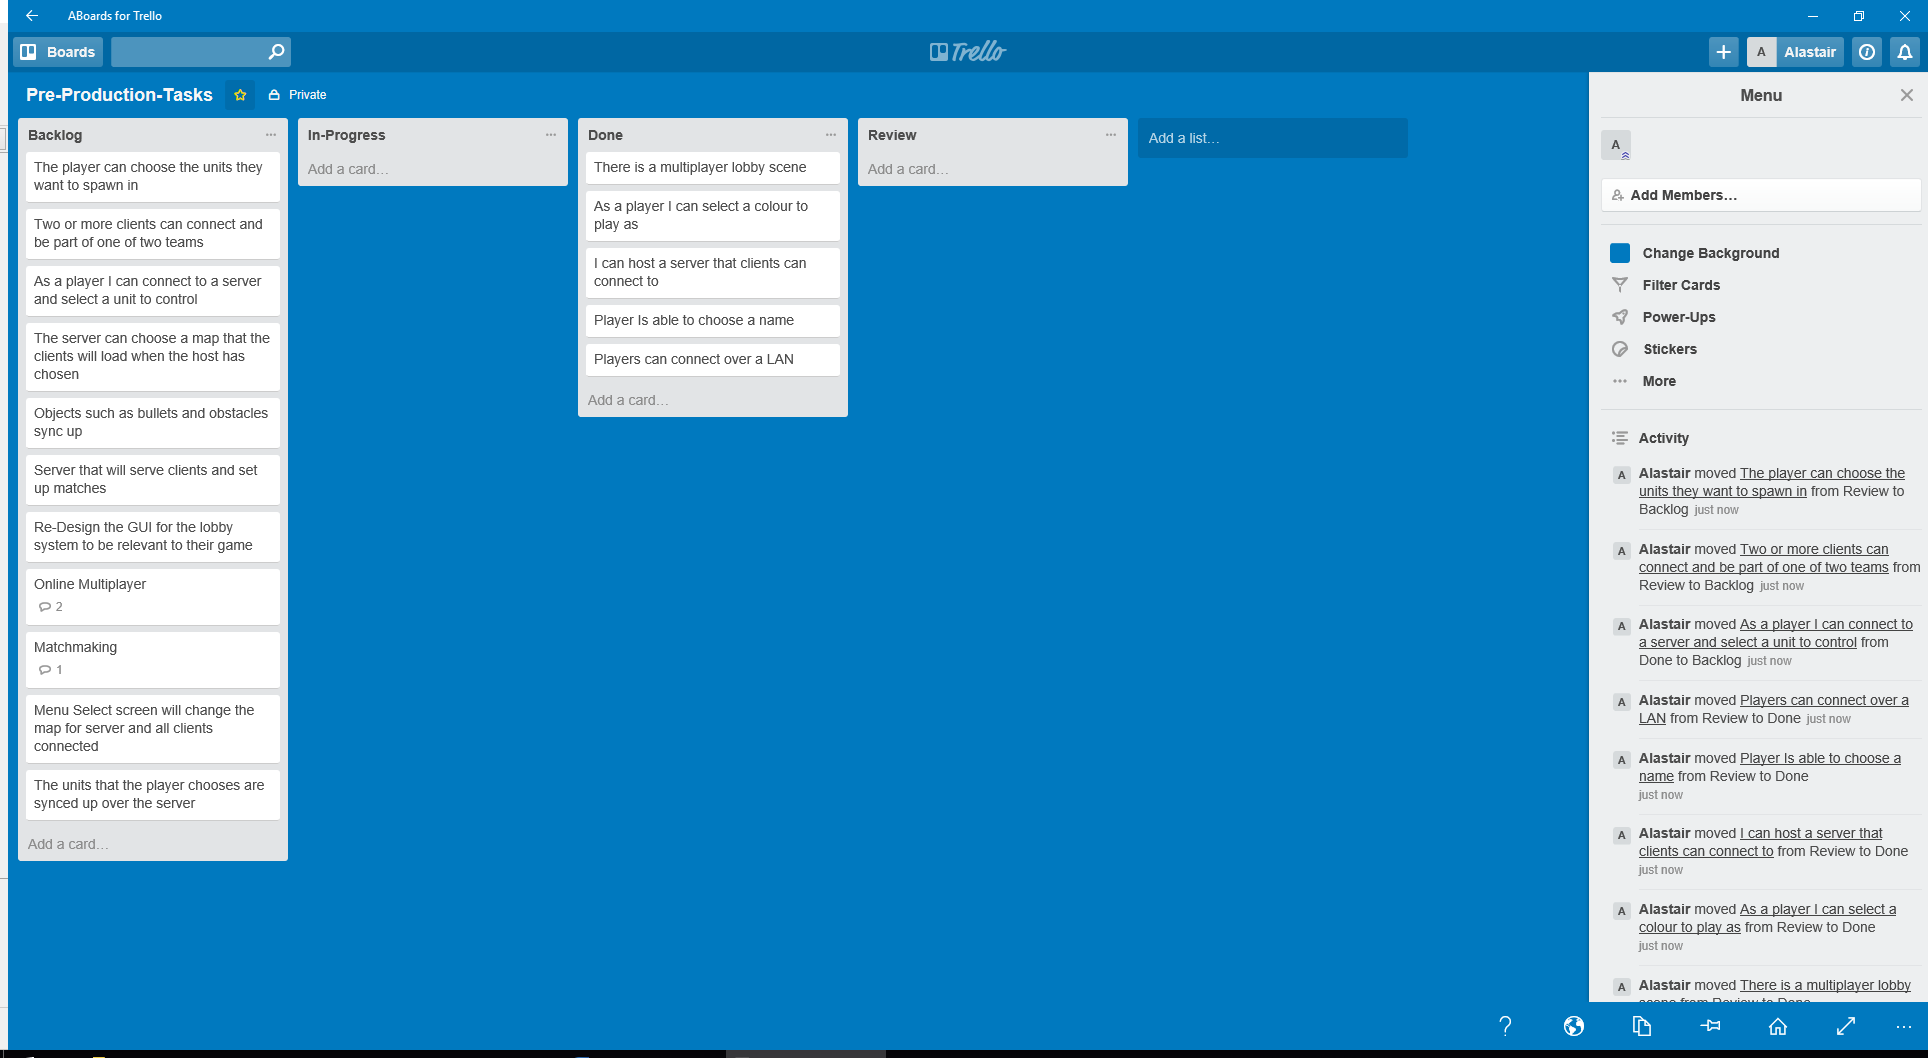 ABoards for Trello
Boards
Trello
A Alastair
Pre-Production-Tasks
Private
Backlog
The player can choose the units they
want to spawn in
Two or more clients can connect and
be part of one of two teams
As a player I can connect to a server
and select a unit to control
The server can choose a map that the
clients will load when the host has
chosen
Objects such as bullets and obstacles
sync up
Server that will serve clients and set
up matches
Re-Design the GUI for the lobby
system to be relevant to their game
Online Multiplayer
2
Matchmaking
1
Menu Select screen will change the
map for server and all clients
connected
The units that the player chooses are
synced up over the server
Add a card...
In-Progress
Add a card...
Done
There is a multiplayer lobby scene
As a player I can select a colour to
play as
I can host a server that clients can
connect to
Player Is able to choose a name
Players can connect over a LAN
Add a card...
Review
Add a card...
Add a list...
Menu
A
Add Members...
Change Background
Filter Cards
Power-Ups
Stickers
More
Activity
A Alastair moved The player can choose the
units they want to spawn in from Review to
Backlog just now
A Alastair moved Two or more clients can
connect and be part of one of two teams from
Review to Backlog just now
A Alastair moved As a player I can connect to
a server and select a unit to control from
Done to Backlog just now
A Alastair moved Players can connect over a
LAN from Review to Done just now
A Alastair moved Player Is able to choose a
name from Review to Done
just now
A Alastair moved I can host a server that
clients can connect to from Review to Done
just now
A Alastair moved As a player I can select a
colour to play as from Review to Done
just now
A Alastair moved There is a multiplayer lobby
scene from Review to Done